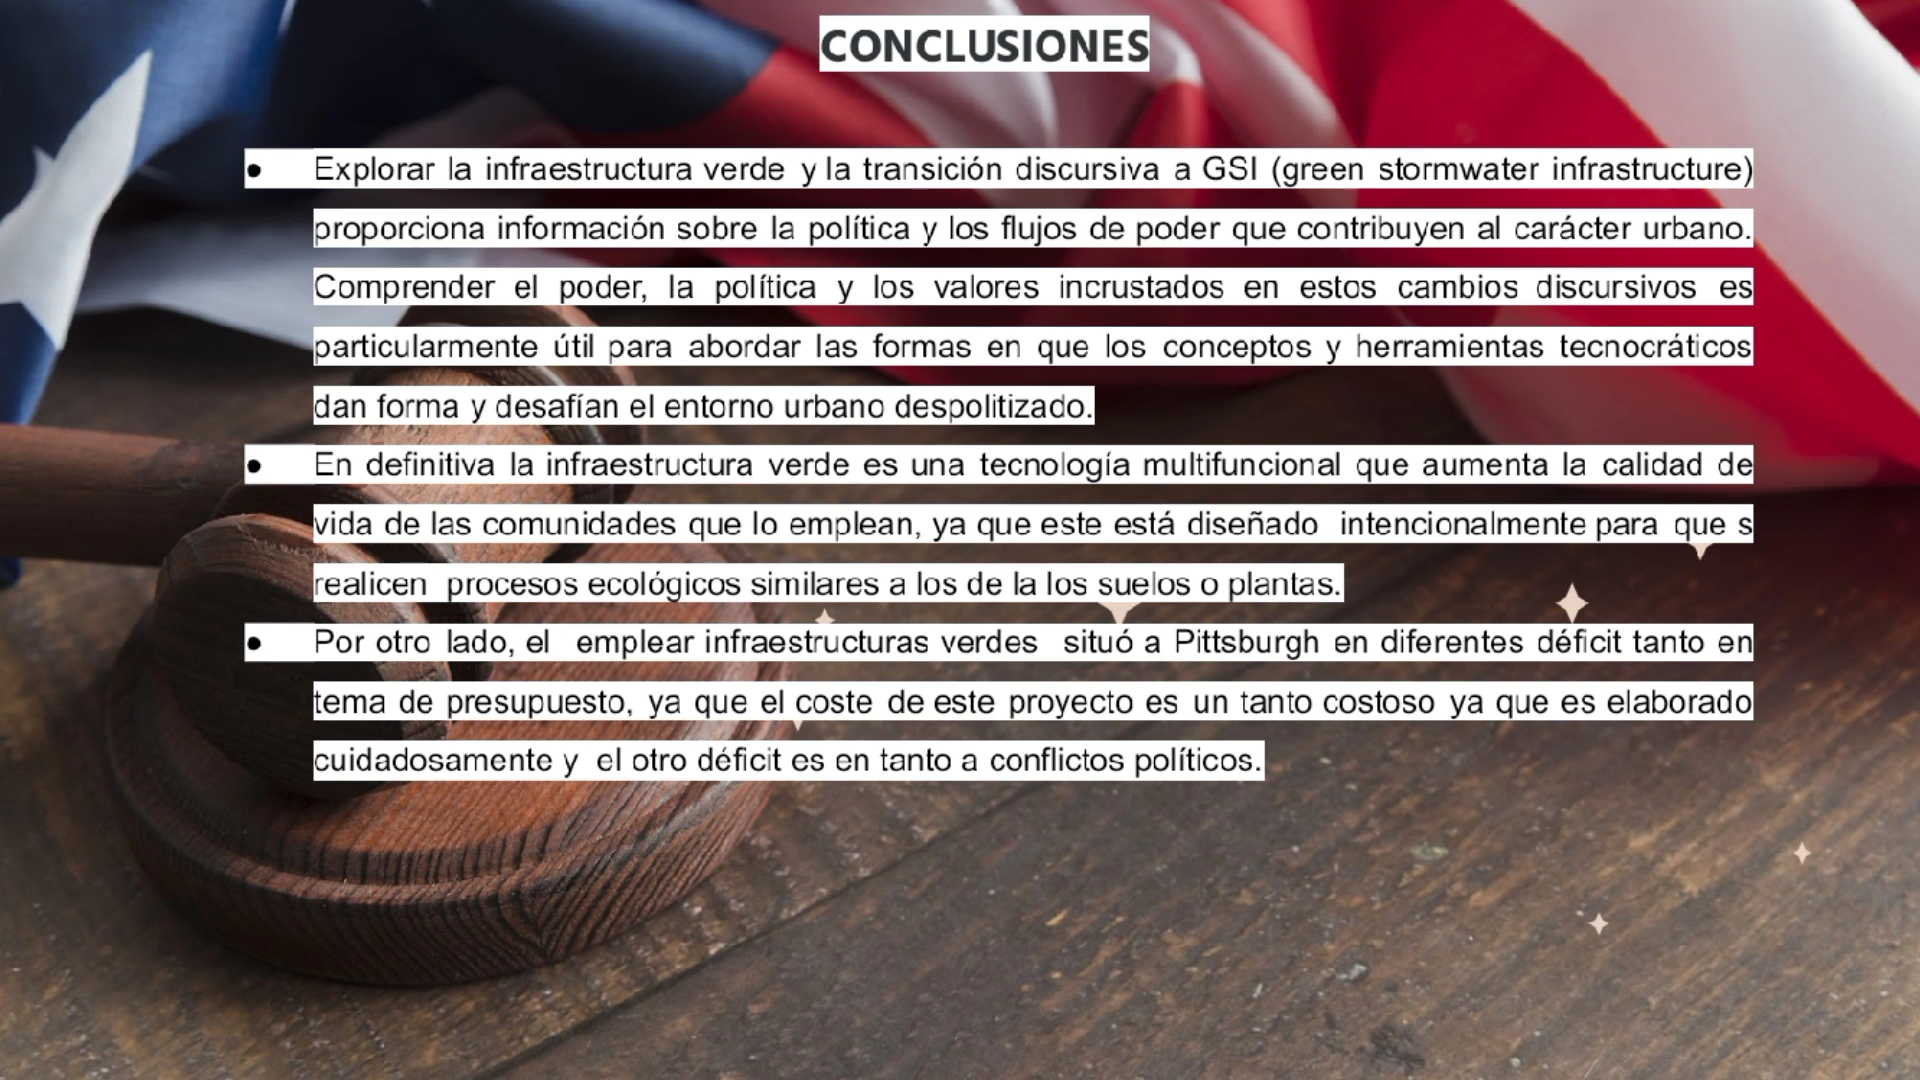 CONCLUSIONES
● Explorar la infraestructura verde y la transición discursiva a GSI (green stormwater infrastructure)
proporciona información sobre la política y los flujos de poder que contribuyen al carácter urbano.
Comprender el poder, la política y los valores incrustados en estos cambios discursivos es
particularmente útil para abordar las formas en que los conceptos y herramientas tecnocráticos
dan forma y desafían el entorno urbano despolitizado.
● En definitiva la infraestructura verde es una tecnología multifuncional que aumenta la calidad de
vida de las comunidades que lo emplean, ya que este está diseñado intencionalmente para que s
realicen procesos ecológicos similares a los de la los suelos o plantas.
● Por otro lado, el emplear infraestructuras verdes situó a Pittsburgh en diferentes déficit tanto en
tema de presupuesto, ya que el coste de este proyecto es un tanto costoso ya que es elaborado
cuidadosamente y el otro déficit es en tanto a conflictos políticos.